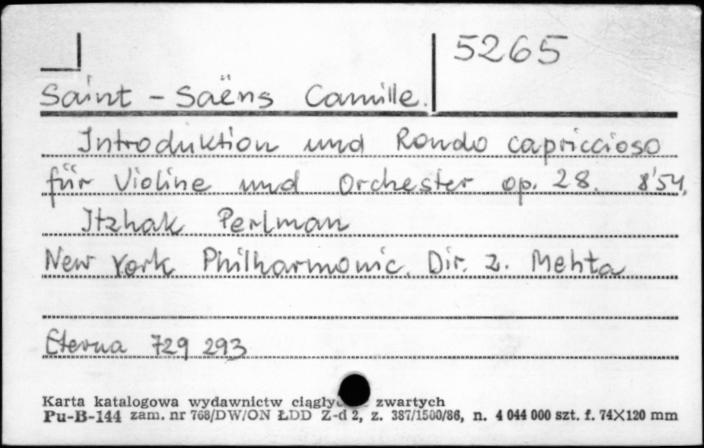 5265
Saint - Saëns Camille.
Introduktion und Rondo capriccioso
für Violine und Orchester op. 28. 8'54,
Itzhak Perlman
New York Philharmonic. Dir. Z. Mehta
Eterna 729 293
Karta katalogowa wydawnictw zwartych
Pu-B-144 zam. nr 768/DW/ON ŁDD Z-d 2, z. 387/1500/86, n. 4 044 000 szt. f. 74X120 mm